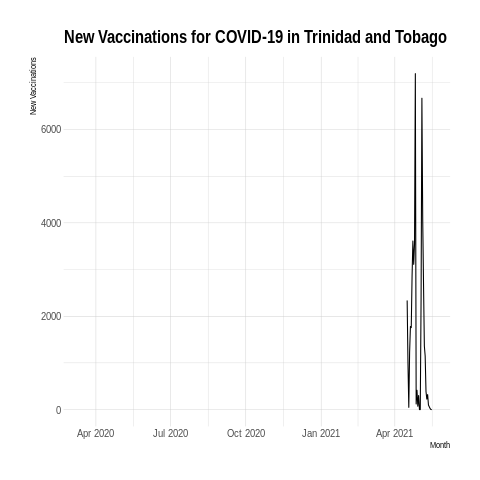 New Vaccinations for COVID-19 in Trinidad and Tobago
New Vaccinations
6000
4000
2000
0
Apr 2020
Jul 2020
Oct 2020
Jan 2021
Apr 2021
Month